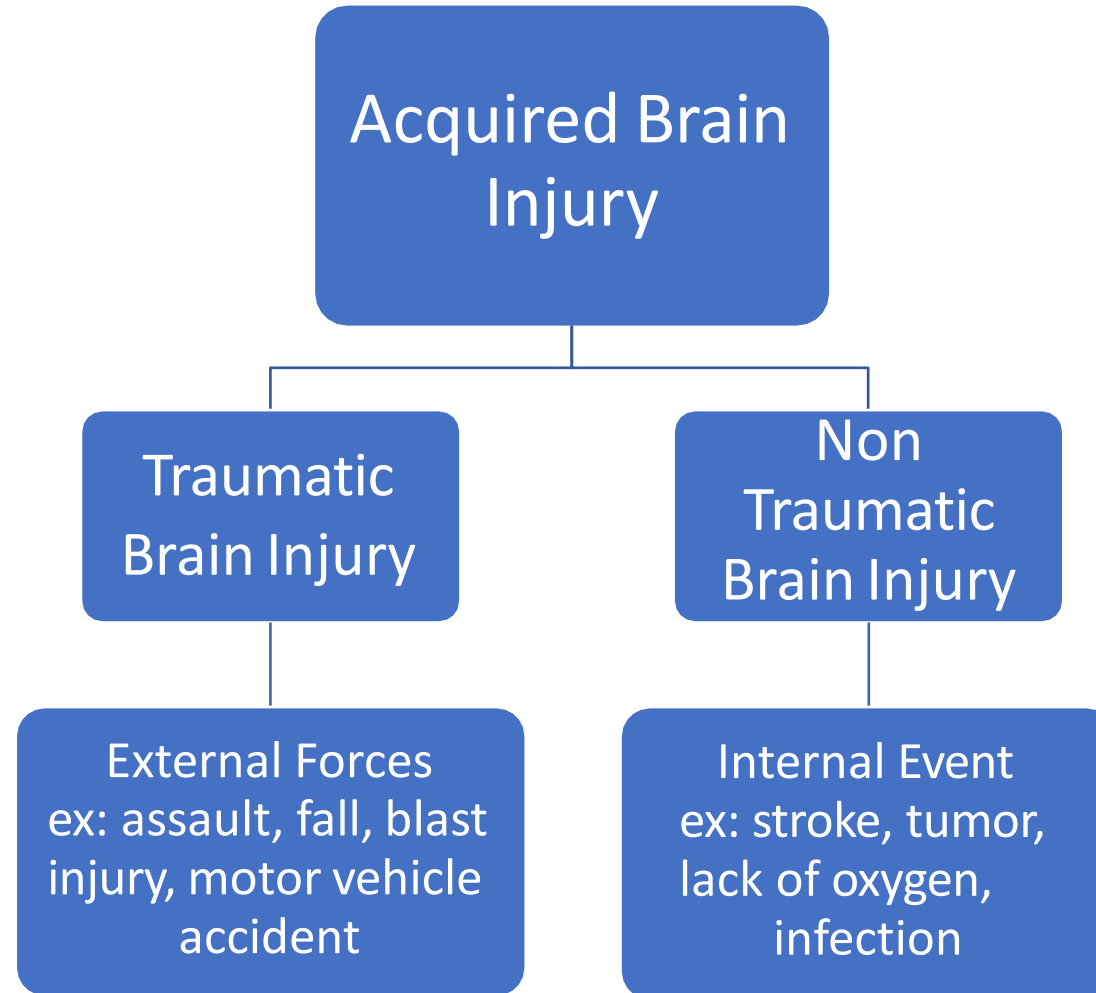 Acquired Brain
Injury
Traumatic
Brain Injury
Non
Traumatic
Brain Injury
External Forces
ex: assault, fall, blast
injury, motor vehicle
accident
Internal Event
ex: stroke, tumor,
lack of oxygen,
infection